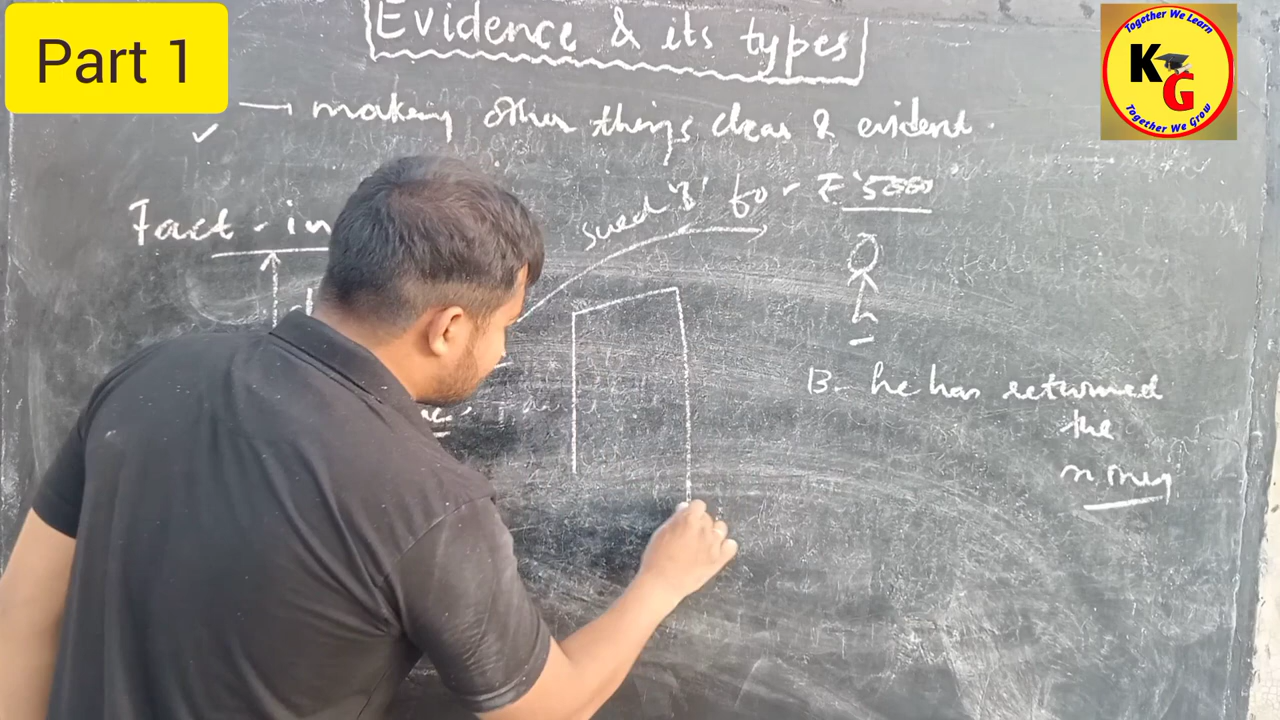 Part 1
Evidence & its types
Together We Learn
KG
Together We Grow
making other things clear & evident.
sued 'B' for ₹ 5000
Fact - in
B - he has returned
the
money